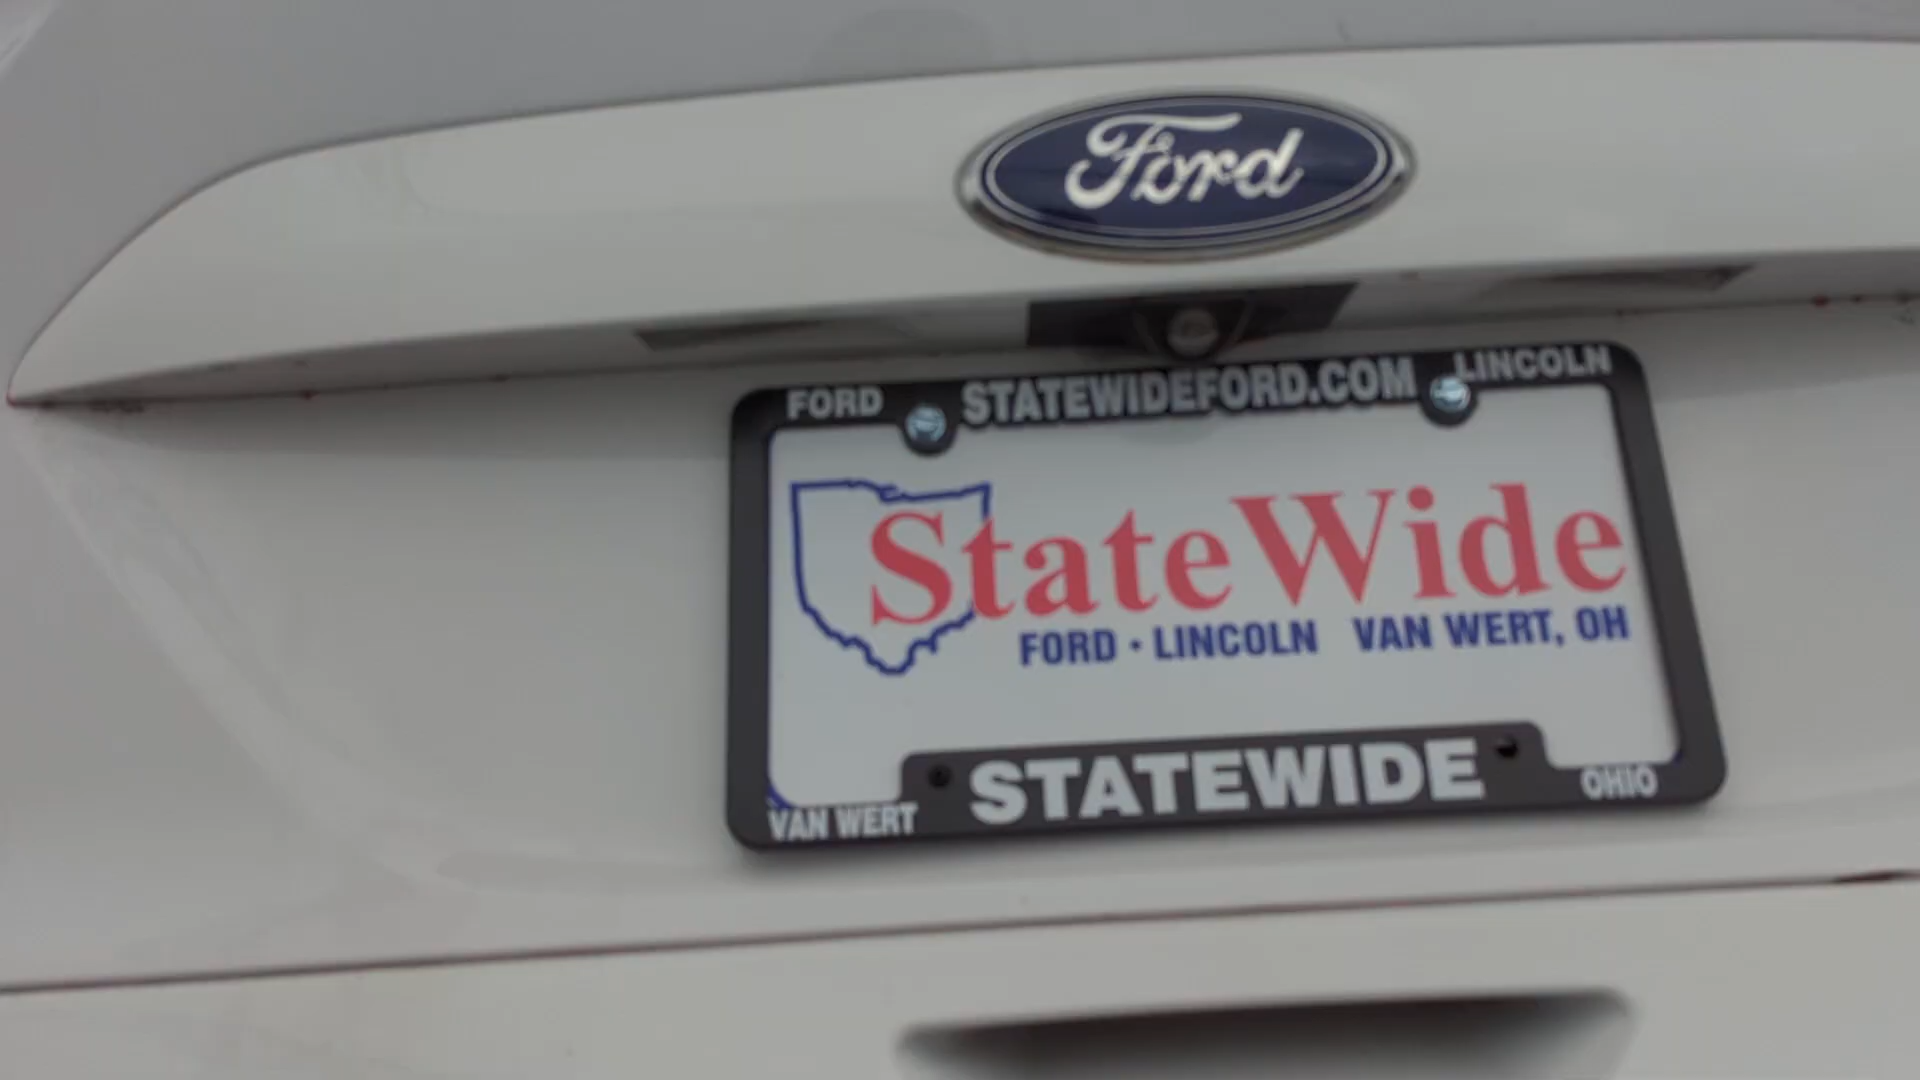 Ford
FORD STATEWIDEFORD.COM LINCOLN
StateWide
FORD · LINCOLN VAN WERT, OH
VAN WERT STATEWIDE OHIO